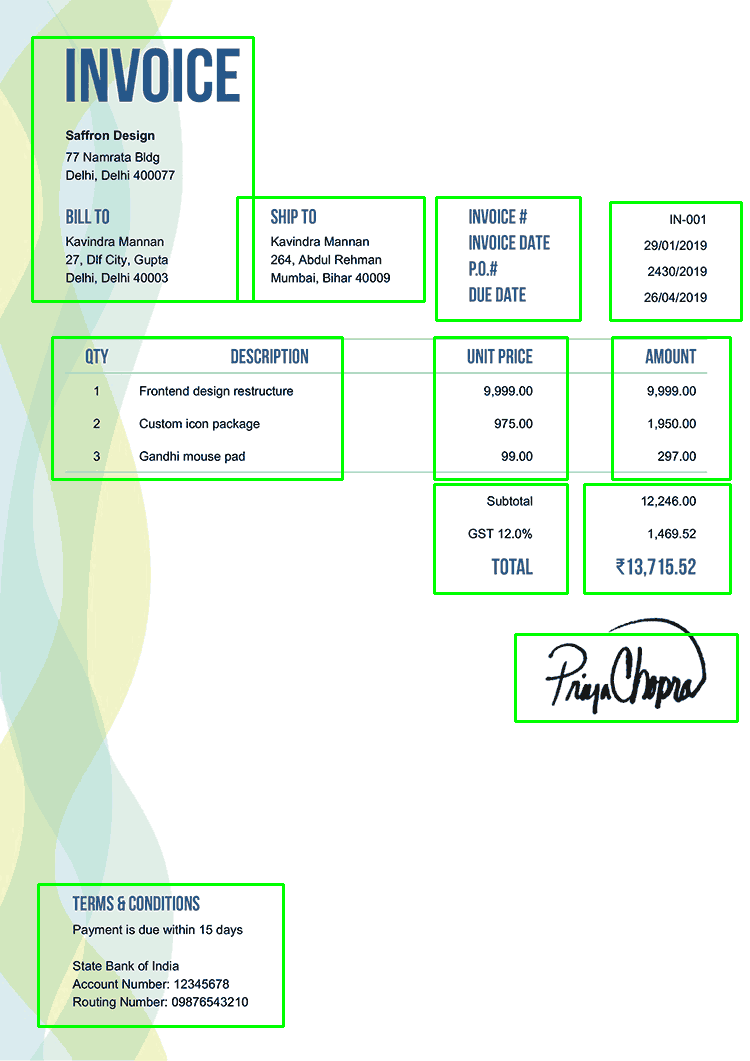 INVOICE
Saffron Design
77 Namrata Bldg
Delhi, Delhi 400077
BILL TO
Kavindra Mannan
27, Dlf City, Gupta
Delhi, Delhi 40003
SHIP TO
Kavindra Mannan
264, Abdul Rehman
Mumbai, Bihar 40009
INVOICE # IN-001
INVOICE DATE 29/01/2019
P.O.# 2430/2019
DUE DATE 26/04/2019
QTY DESCRIPTION UNIT PRICE AMOUNT
1 Frontend design restructure 9,999.00 9,999.00
2 Custom icon package 975.00 1,950.00
3 Gandhi mouse pad 99.00 297.00
Subtotal 12,246.00
GST 12.0% 1,469.52
TOTAL ₹13,715.52
Priya Chopra
TERMS & CONDITIONS
Payment is due within 15 days
State Bank of India
Account Number: 12345678
Routing Number: 09876543210